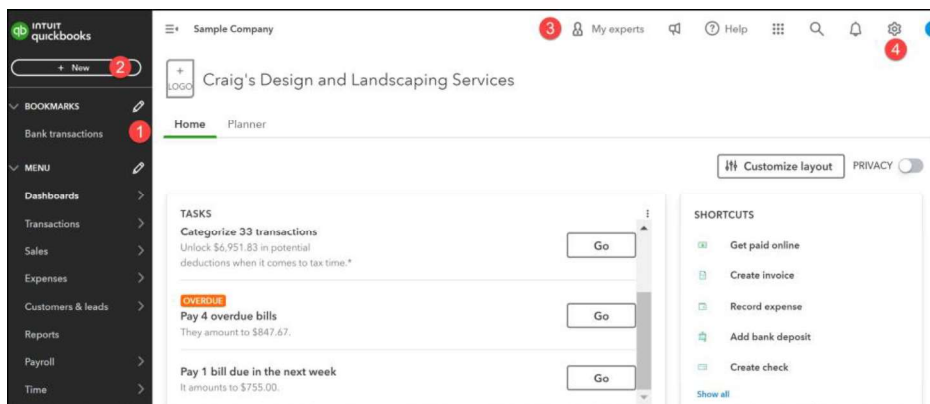 INTUIT
quickbooks
+ New
2
BOOKMARKS
Bank transactions
1
MENU
Dashboards
Transactions
Sales
Expenses
Customers & leads
Reports
Payroll
Time
Sample Company
3
My experts
Help
4
+
LOGO
Craig's Design and Landscaping Services
Home
Planner
Customize layout
PRIVACY
TASKS
Categorize 33 transactions
Unlock $6,951.83 in potential
deductions when it comes to tax time.*
Go
OVERDUE
Pay 4 overdue bills
They amount to $847.67.
Go
Pay 1 bill due in the next week
It amounts to $755.00.
Go
SHORTCUTS
Get paid online
Create invoice
Record expense
Add bank deposit
Create check
Show all